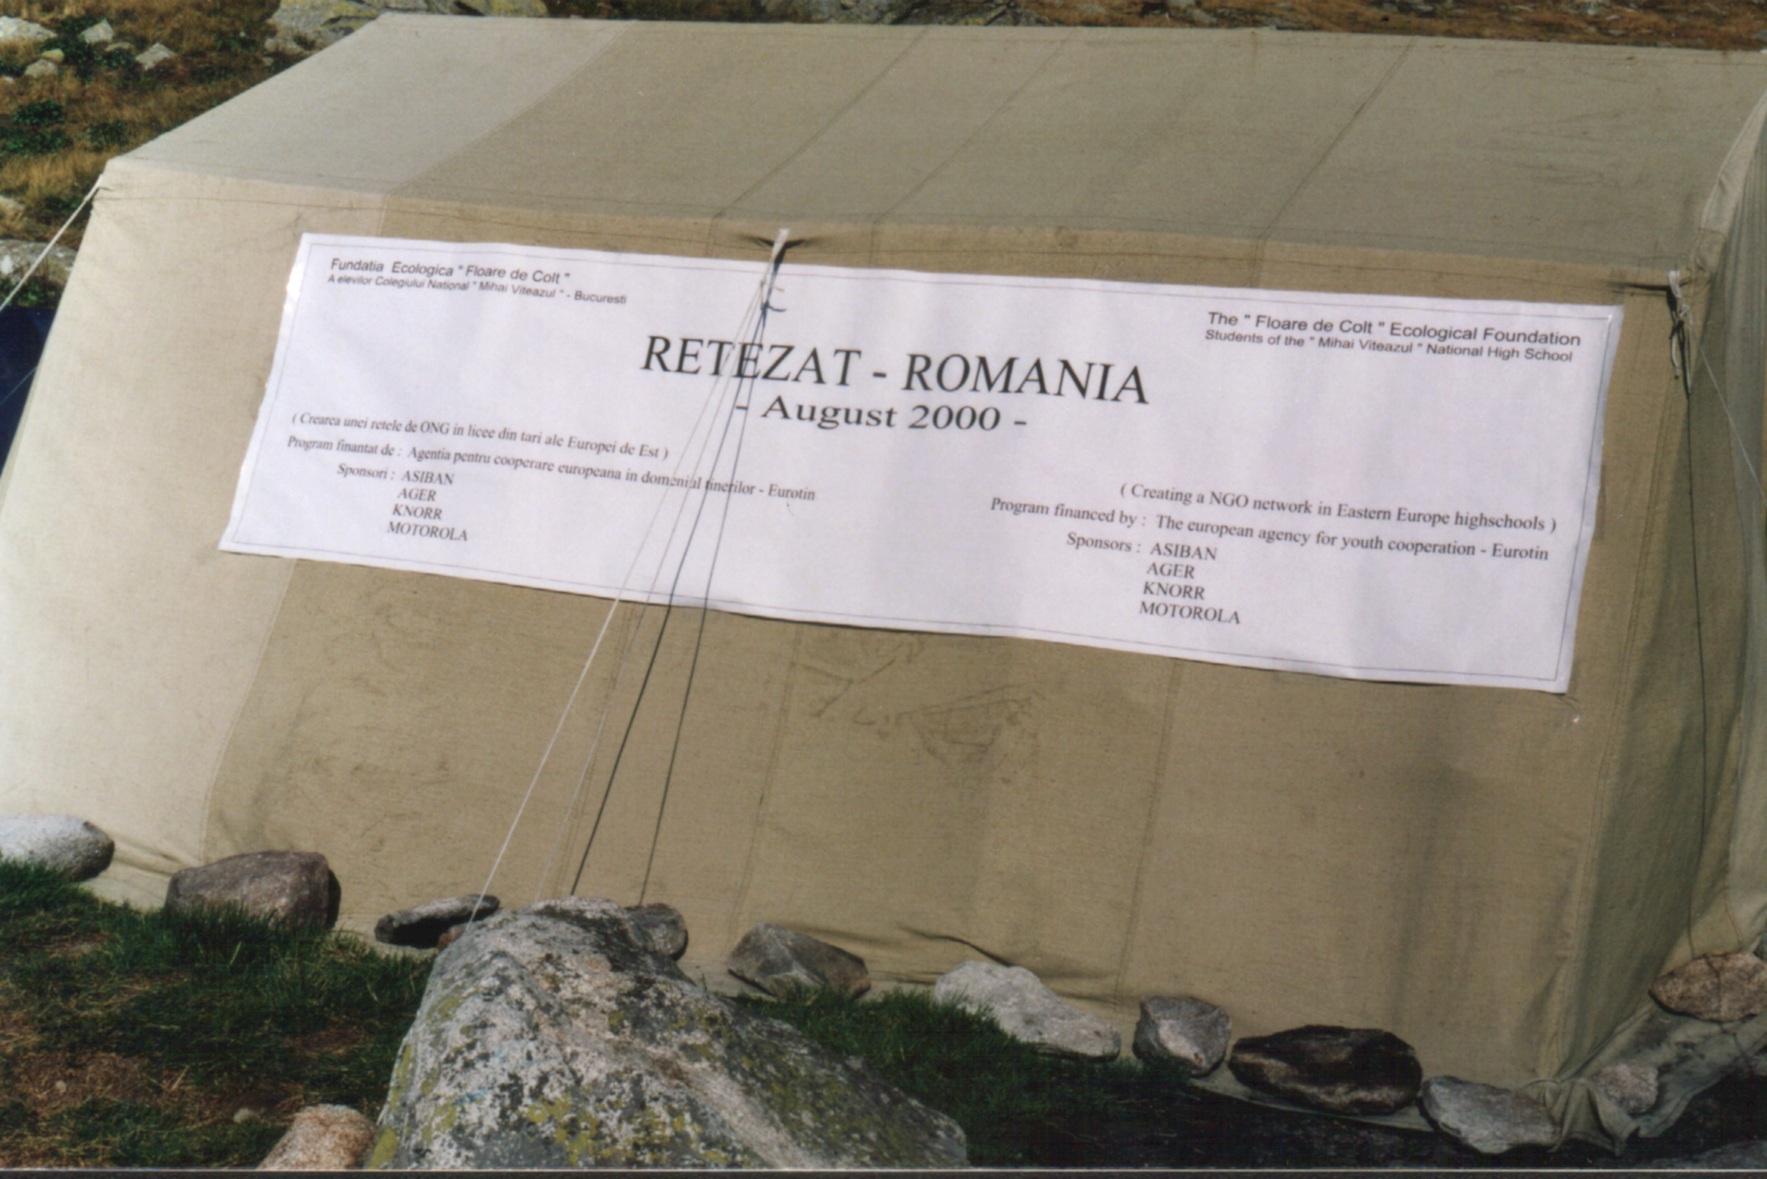 Fundatia Ecologica " Floare de Colt "
A elevilor Colegiului National " Mihai Viteazul " - Bucuresti
The " Floare de Colt " Ecological Foundation
Students of the " Mihai Viteazul " National High School
RETEZAT - ROMANIA
- August 2000 -
( Crearea unei retele de ONG in licee din tari ale Europei de Est )
Program finantat de : Agentia pentru cooperare europeana in domenial tinerilor - Eurotin
Sponsori : ASIBAN
AGER
KNORR
MOTOROLA
( Creating a NGO network in Eastern Europe highschools )
Program financed by : The european agency for youth cooperation - Eurotin
Sponsors : ASIBAN
AGER
KNORR
MOTOROLA